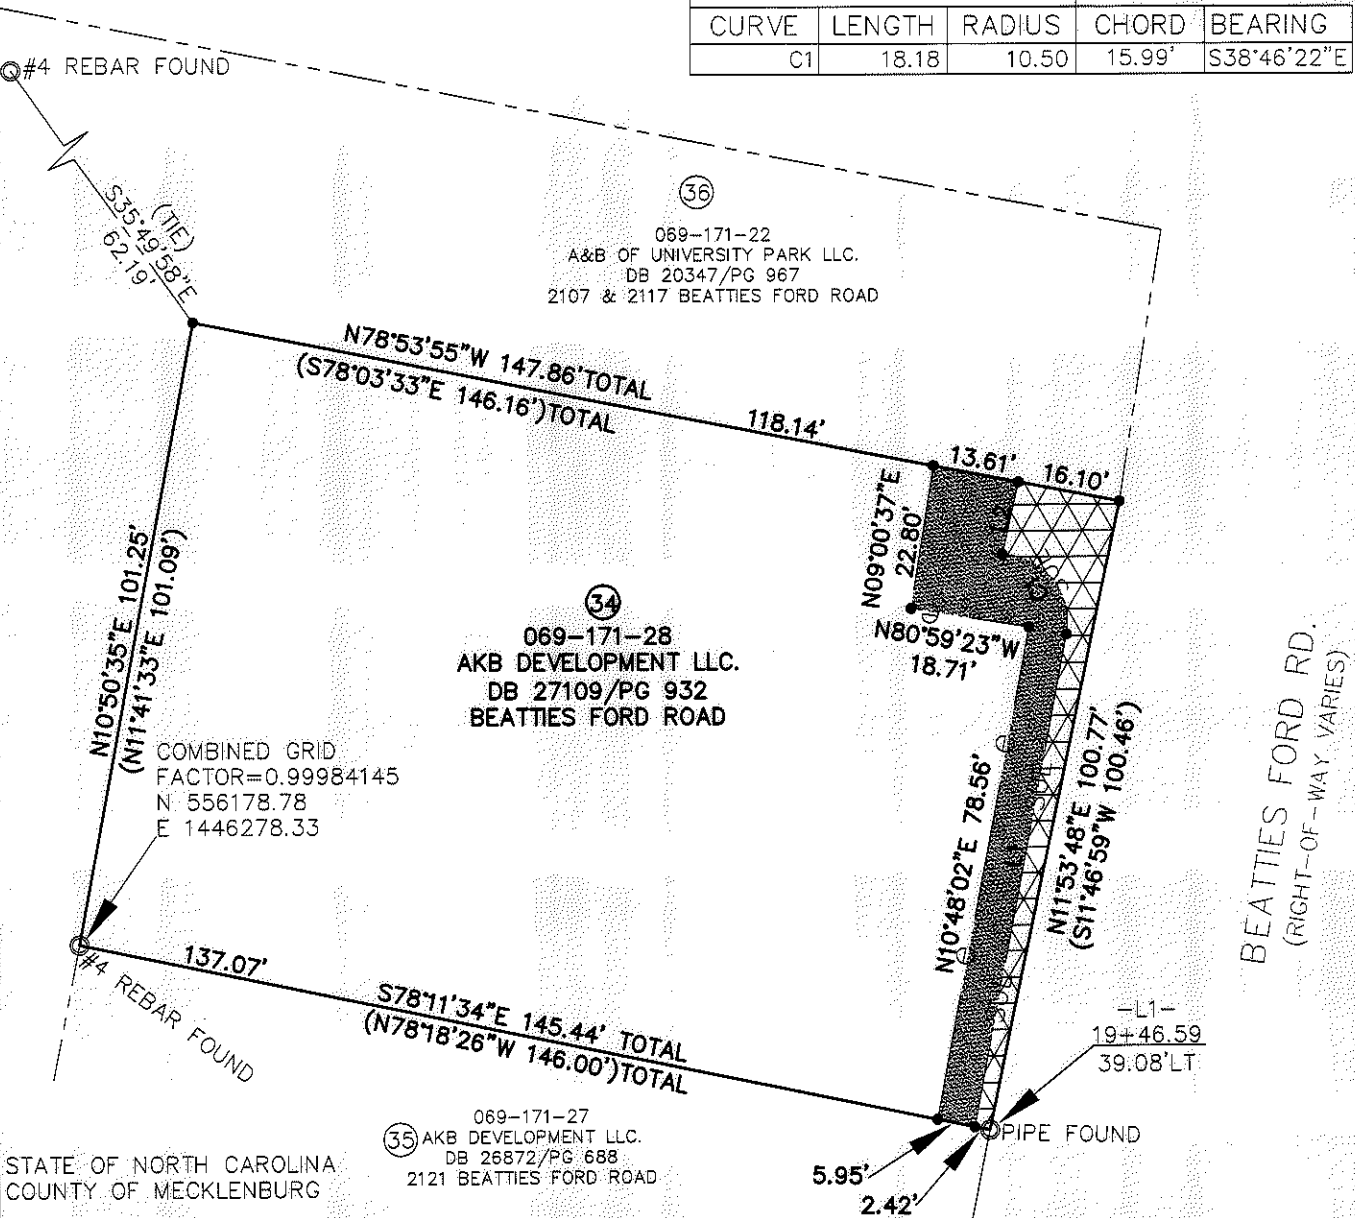 CURVE LENGTH RADIUS CHORD BEARING
C1 18.18 10.50 15.99' S38°46'22"E
#4 REBAR FOUND
(TIE)
S35°49'58"E
62.19'
36
069-171-22
A&B OF UNIVERSITY PARK LLC.
DB 20347/PG 967
2107 & 2117 BEATTIES FORD ROAD
N78°53'55"W 147.86'TOTAL
(S78°03'33"E 146.16')TOTAL
118.14'
13.61'
16.10'
N09°00'37"E
22.80'
N80°59'23"W
18.71'
N10°50'35"E 101.25'
(N11°41'33"E 101.09')
34
069-171-28
AKB DEVELOPMENT LLC.
DB 27109/PG 932
BEATTIES FORD ROAD
COMBINED GRID
FACTOR=0.99984145
N 556178.78
E 1446278.33
N10°48'02"E 78.56'
N11°53'48"E 100.77'
(S11°46'59"W 100.46')
BEATTIES FORD RD.
(RIGHT-OF-WAY VARIES)
137.07'
#4 REBAR FOUND
S78°11'34"E 145.44' TOTAL
(N78°18'26"W 146.00')TOTAL
-L1-
19+46.59
39.08'LT
PIPE FOUND
069-171-27
35 AKB DEVELOPMENT LLC.
DB 26872/PG 688
2121 BEATTIES FORD ROAD
5.95'
2.42'
STATE OF NORTH CAROLINA
COUNTY OF MECKLENBURG